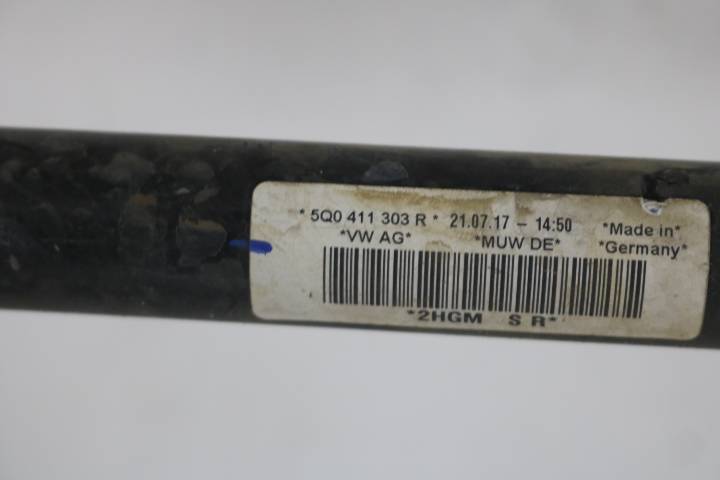 * 5Q0 411 303 R * 21.07.17 - 14:50 *Made in*
*VW AG* *MUW DE* *Germany*
*2HGM S R*